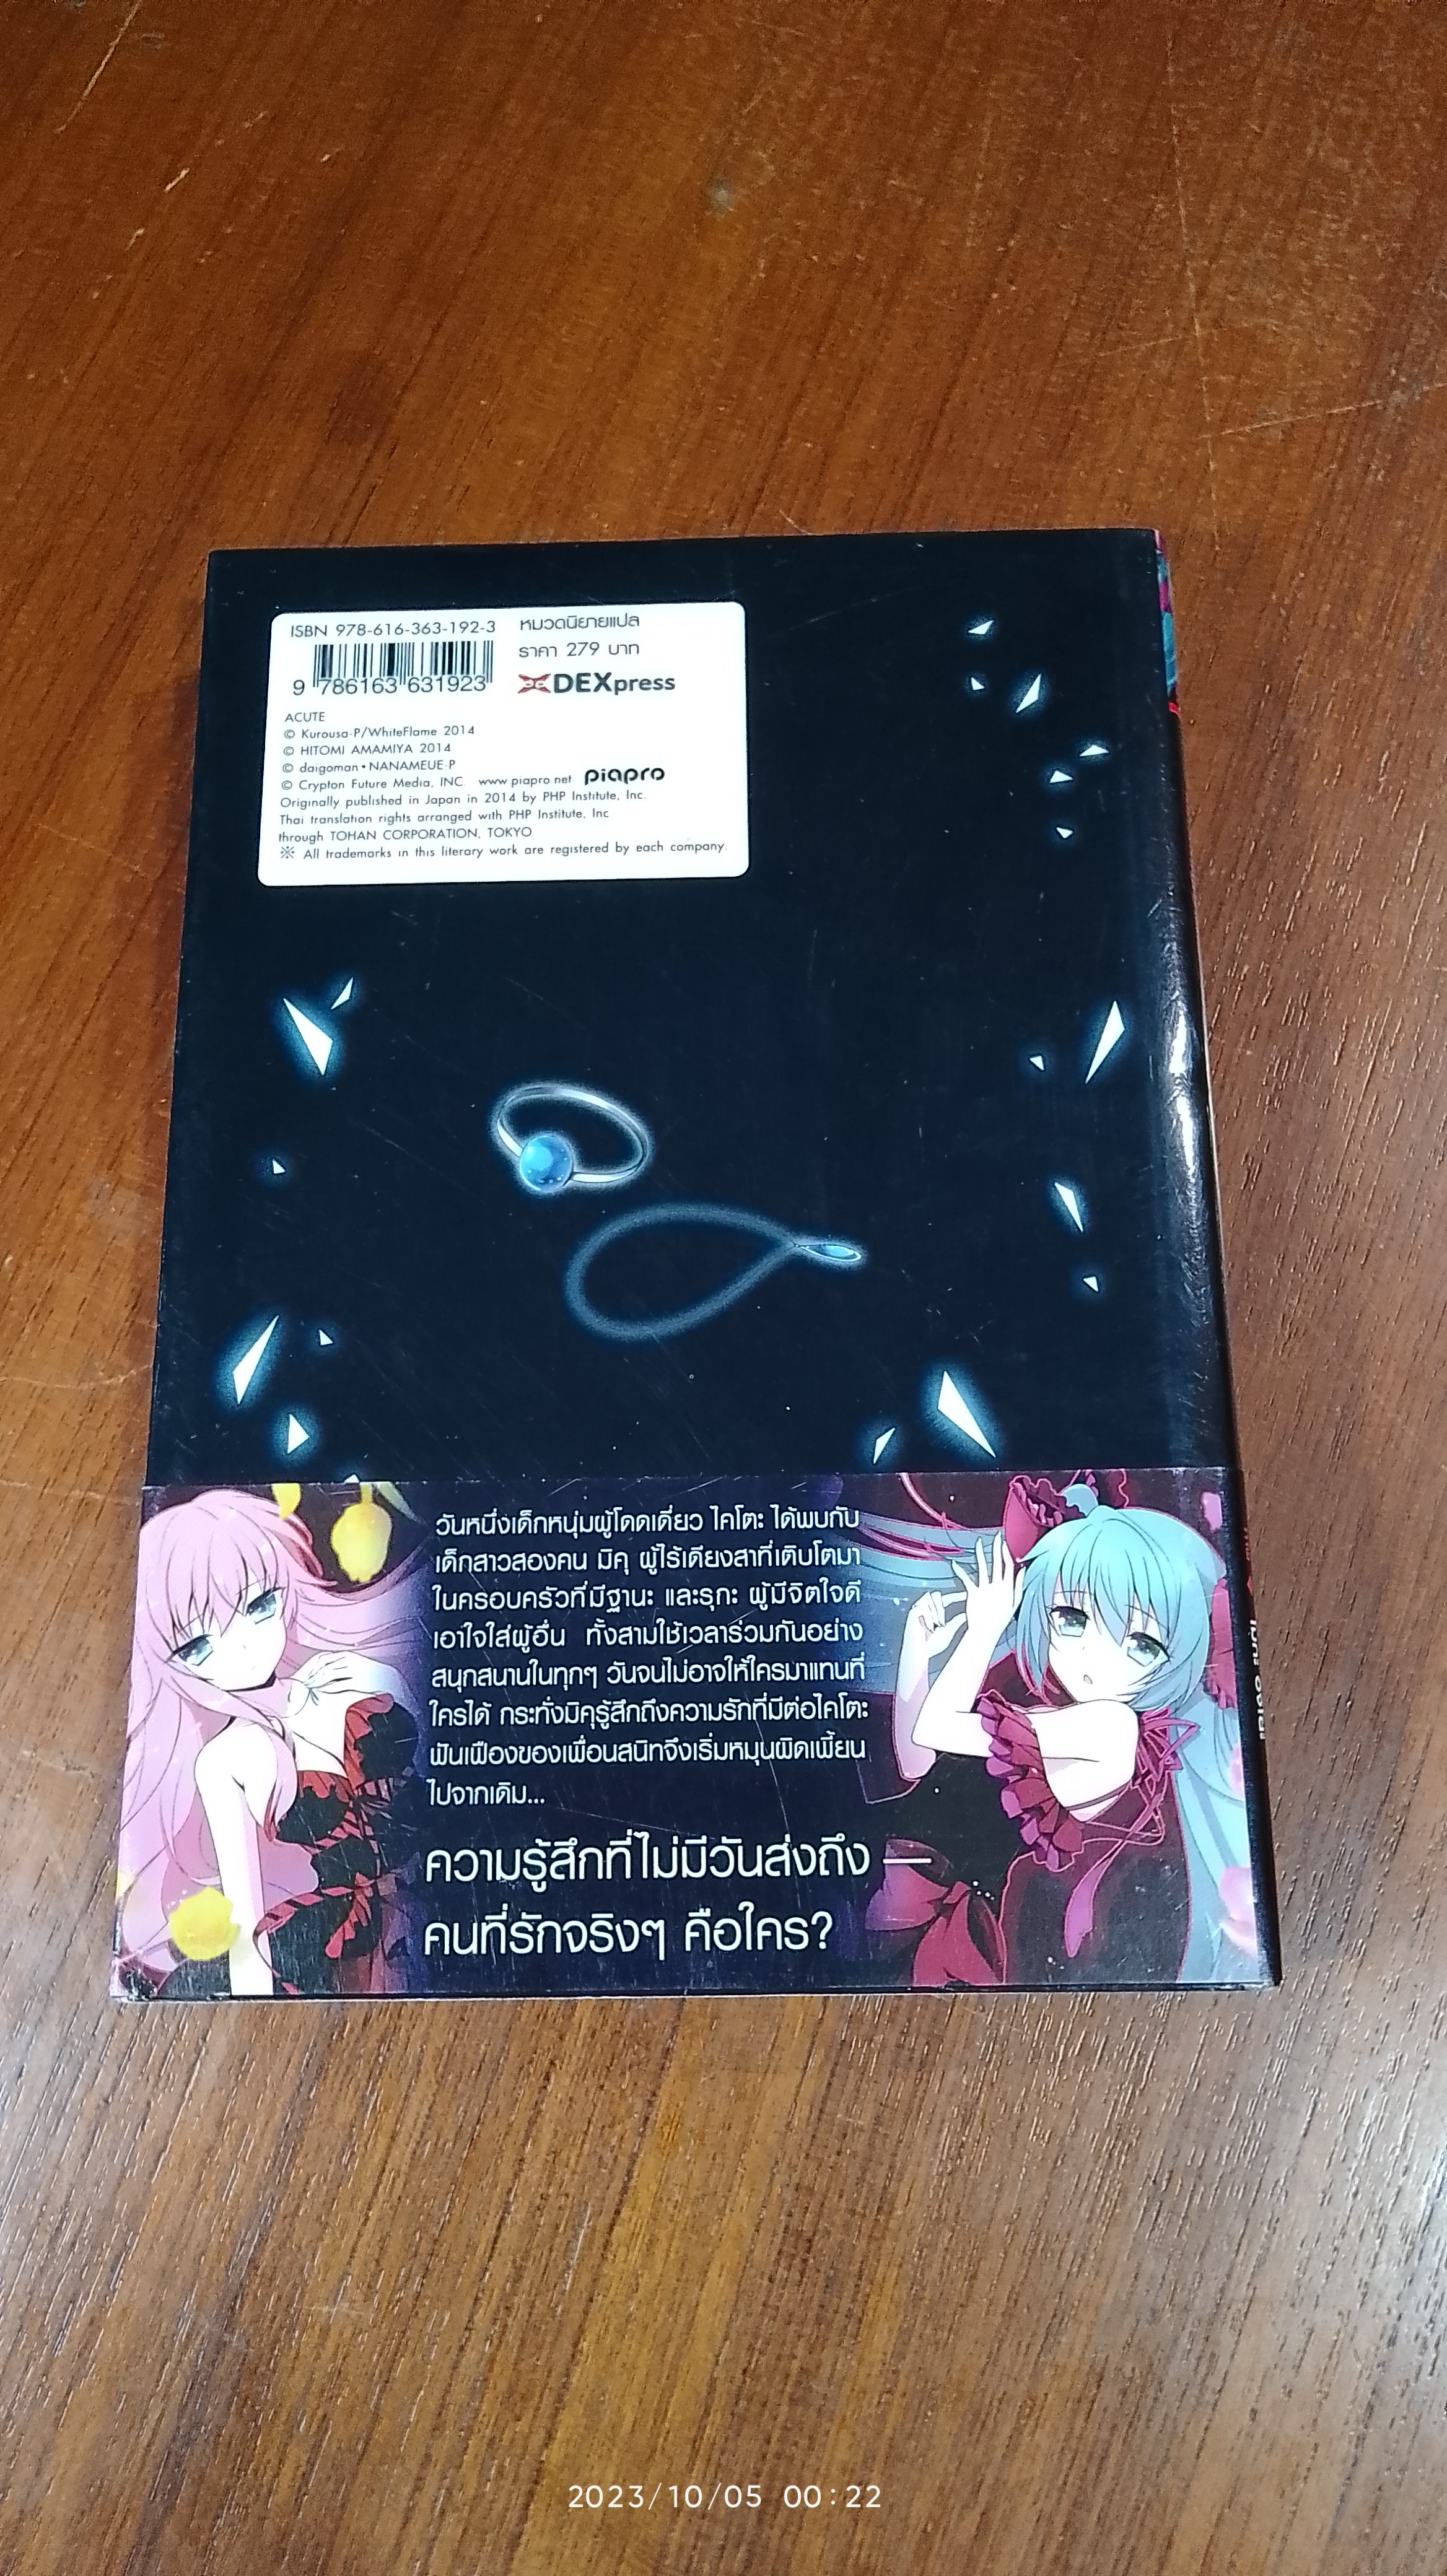 ISBN 978-616-363-192-3
หมวดนิยายแปล
ราคา 279 บาท
9 786163 631923
DEXpress
ACUTE
© Kurousa-P/WhiteFlame 2014
© HITOMI AMAMIYA 2014
© daigoman • NANAMEUE-P
© Crypton Future Media, INC. www.piapro.net piapro
Originally published in Japan in 2014 by PHP Institute, Inc.
Thai translation rights arranged with PHP Institute, Inc
through TOHAN CORPORATION, TOKYO
※ All trademarks in this literary work are registered by each company.
วันหนึ่งเด็กหนุ่มผู้โดดเดี่ยว ไคโตะ ได้พบกับ
เด็กสาวสองคน มิคุ ผู้ไร้เดียงสาที่เติบโตมา
ในครอบครัวที่มีฐานะ และรุกะ ผู้มีจิตใจดี
เอาใจใส่ผู้อื่น ทั้งสามใช้เวลาร่วมกันอย่าง
สนุกสนานในทุกๆ วันจนไม่อาจให้ใครมาแทนที่
ใครได้ กระทั่งมิคุรู้สึกถึงความรักที่มีต่อไคโตะ
ฟันเฟืองของเพื่อนสนิทจึงเริ่มหมุนผิดเพี้ยน
ไปจากเดิม...
ความรู้สึกที่ไม่มีวันส่งถึง —
คนที่รักจริงๆ คือใคร?
2023/10/05 00:22